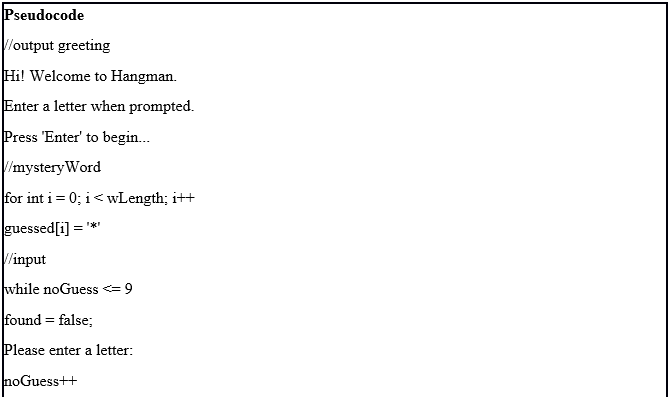 Pseudocode
//output greeting
Hi! Welcome to Hangman.
Enter a letter when prompted.
Press 'Enter' to begin...
//mysteryWord
for int i = 0; i < wLength; i++
guessed[i] = '*'
//input
while noGuess <= 9
found = false;
Please enter a letter:
noGuess++